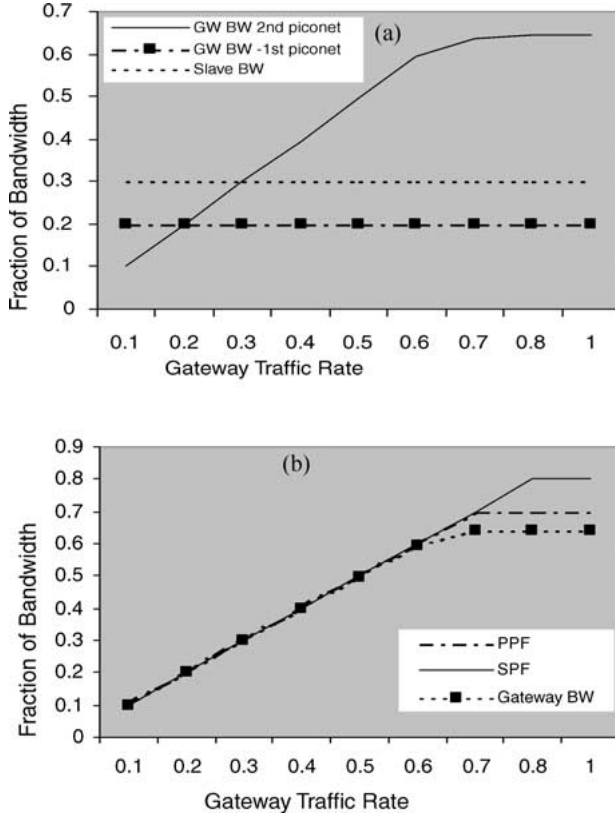 0.7
0.6
0.5
0.4
0.3
0.2
0.1
0
Fraction of Bandwidth
GW BW 2nd piconet
GW BW -1st piconet
Slave BW
(a)
0.1 0.2 0.3 0.4 0.5 0.6 0.7 0.8 1
Gateway Traffic Rate
0.9
0.8
0.7
0.6
0.5
0.4
0.3
0.2
0.1
0
Fraction of Bandwidth
(b)
PPF
SPF
Gateway BW
0.1 0.2 0.3 0.4 0.5 0.6 0.7 0.8 1
Gateway Traffic Rate